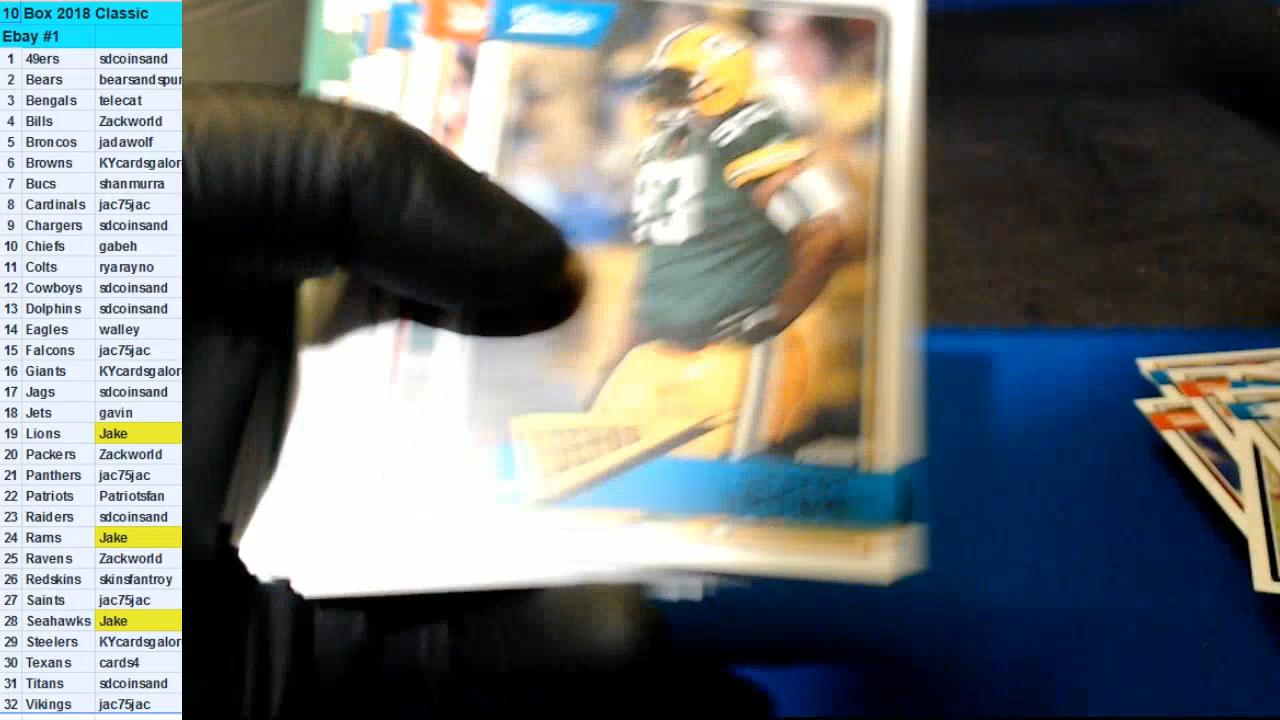 10 Box 2018 Classic
Ebay #1
1 49ers sdcoinsand
2 Bears bearsandspur
3 Bengals telecat
4 Bills Zackworld
5 Broncos jadawolf
6 Browns KYcardsgalor
7 Bucs shanmurra
8 Cardinals jac75jac
9 Chargers sdcoinsand
10 Chiefs gabeh
11 Colts ryarayno
12 Cowboys sdcoinsand
13 Dolphins sdcoinsand
14 Eagles walley
15 Falcons jac75jac
16 Giants KYcardsgalor
17 Jags sdcoinsand
18 Jets gavin
19 Lions Jake
20 Packers Zackworld
21 Panthers jac75jac
22 Patriots Patriotsfan
23 Raiders sdcoinsand
24 Rams Jake
25 Ravens Zackworld
26 Redskins skinsfantroy
27 Saints jac75jac
28 Seahawks Jake
29 Steelers KYcardsgalor
30 Texans cards4
31 Titans sdcoinsand
32 Vikings jac75jac
93